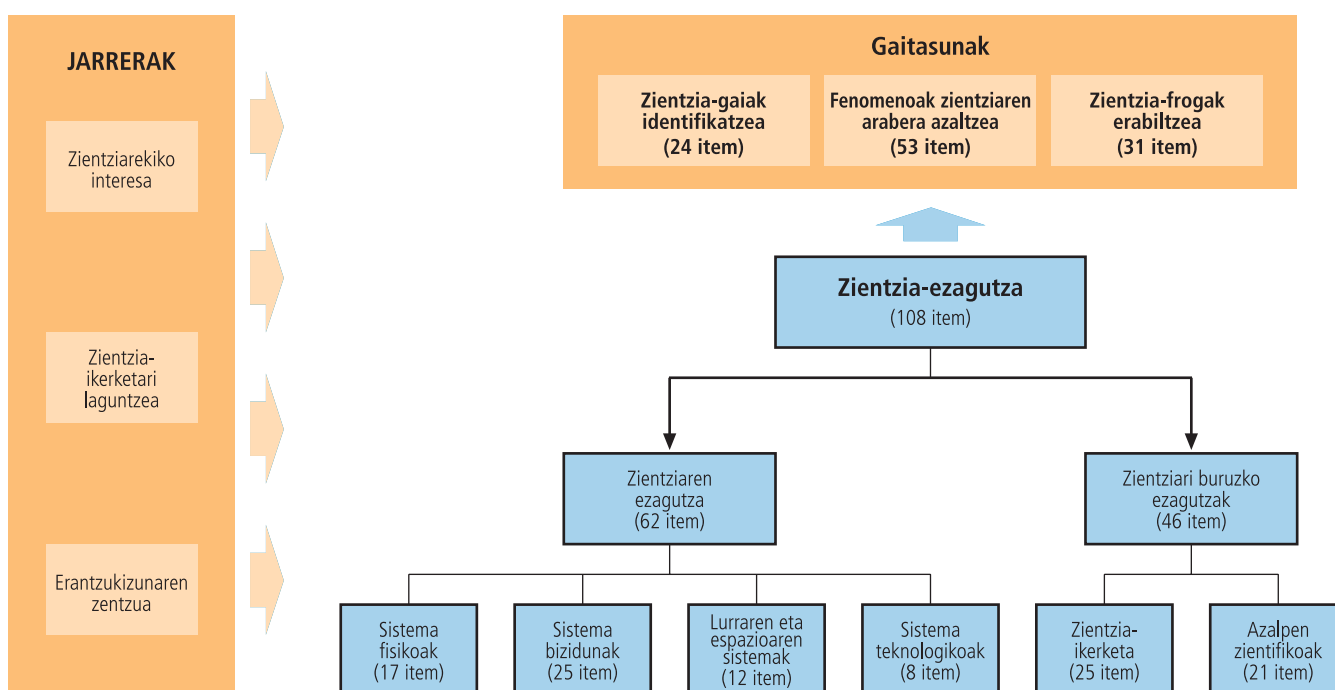 JARRERAK
Zientziarekiko
interesa
Zientzia-
ikerketari
laguntzea
Erantzukizunaren
zentzua
Gaitasunak
Zientzia-gaiak
identifikatzea
(24 item)
Fenomenoak zientziaren
arabera azaltzea
(53 item)
Zientzia-frogak
erabiltzea
(31 item)
Zientzia-ezagutza
(108 item)
Zientziaren
ezagutza
(62 item)
Zientziari buruzko
ezagutzak
(46 item)
Sistema
fisikoak
(17 item)
Sistema
bizidunak
(25 item)
Lurraren eta
espazioaren
sistemak
(12 item)
Sistema
teknologikoak
(8 item)
Zientzia-
ikerketa
(25 item)
Azalpen
zientifikoak
(21 item)